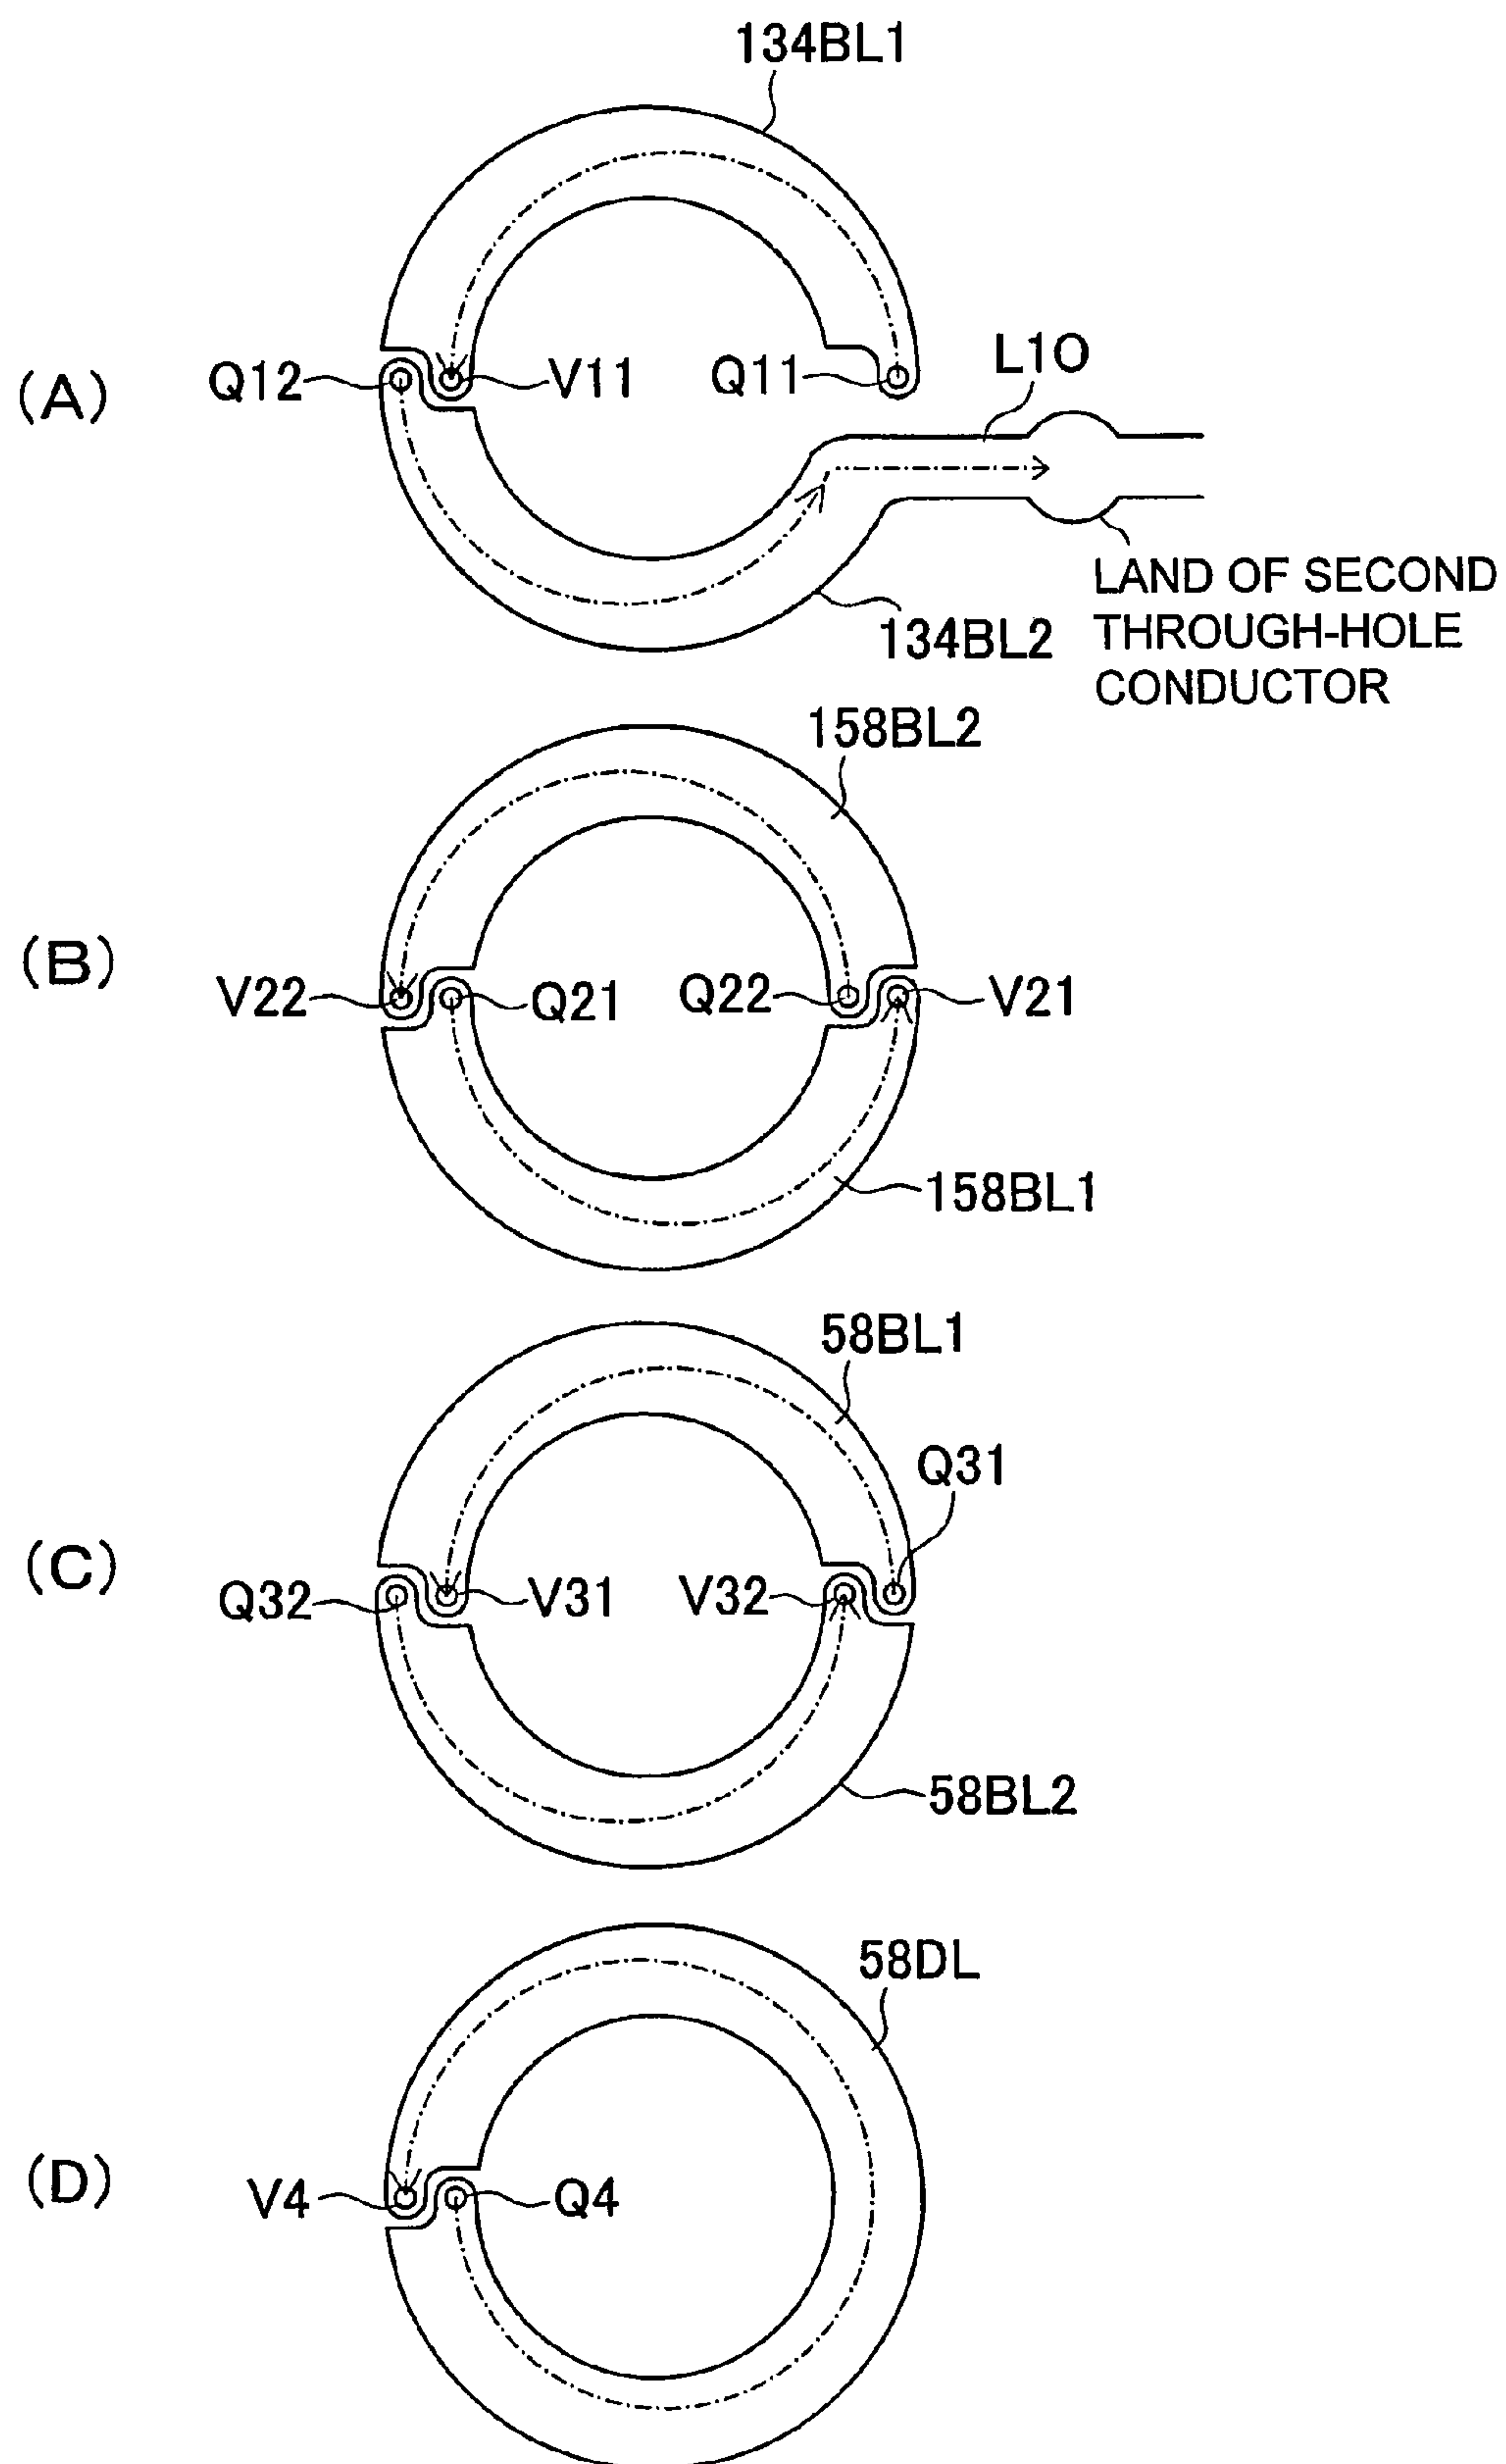 134BL1
(A)
Q12
V11
Q11
L10
LAND OF SECOND
THROUGH-HOLE
CONDUCTOR
134BL2
158BL2
(B)
V22
Q21
Q22
V21
158BL1
58BL1
Q31
(C)
Q32
V31
V32
58BL2
58DL
(D)
V4
Q4